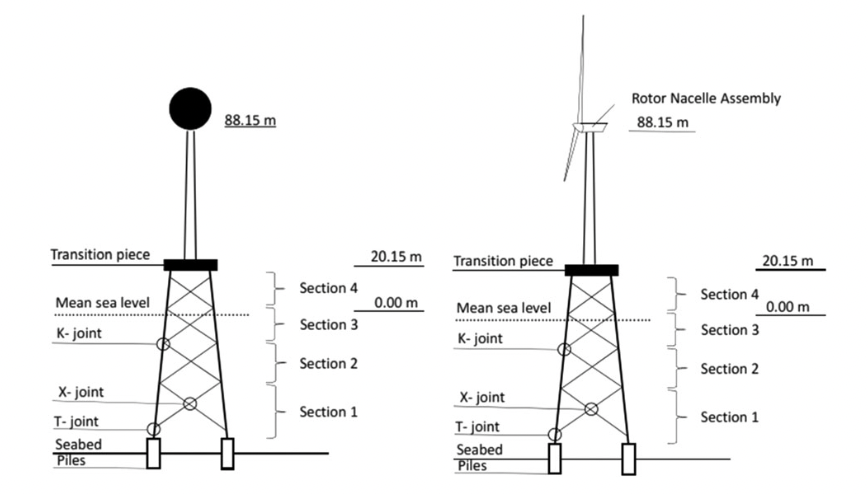 88.15 m
Transition piece
20.15 m
Section 4
Mean sea level
0.00 m
Section 3
K- joint
Section 2
X- joint
Section 1
T- joint
Seabed
Piles
Rotor Nacelle Assembly
88.15 m
Transition piece
20.15 m
Section 4
Mean sea level
0.00 m
Section 3
K- joint
Section 2
X- joint
Section 1
T- joint
Seabed
Piles